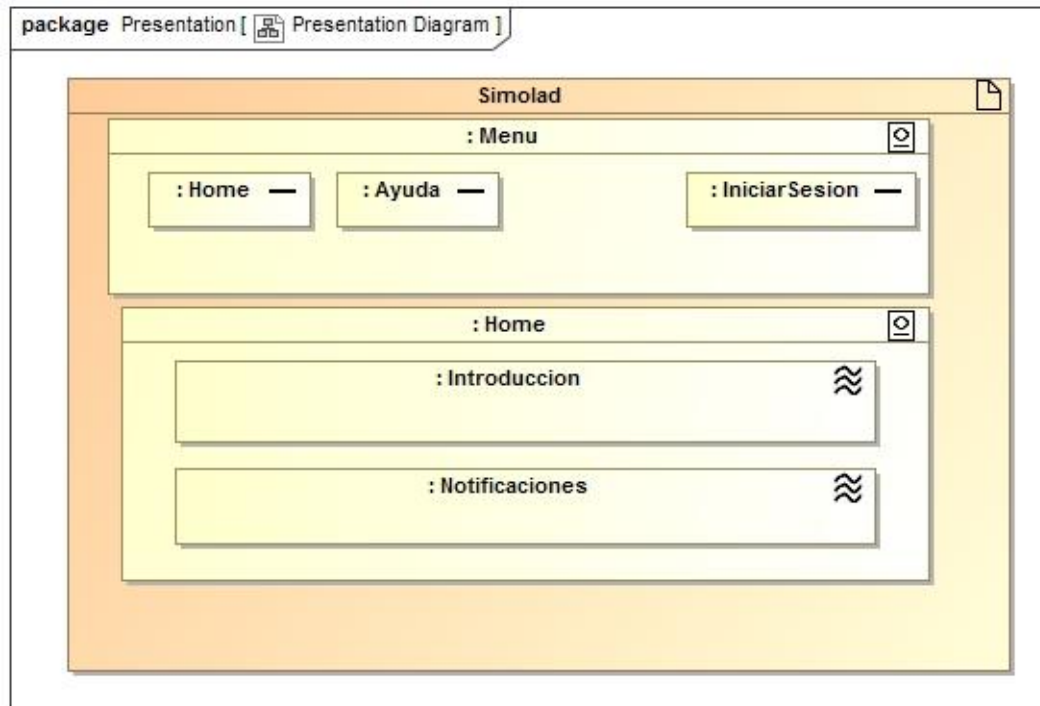 package Presentation [ Presentation Diagram ]
Simolad
: Menu
: Home
: Ayuda
: IniciarSesion
: Home
: Introduccion
: Notificaciones